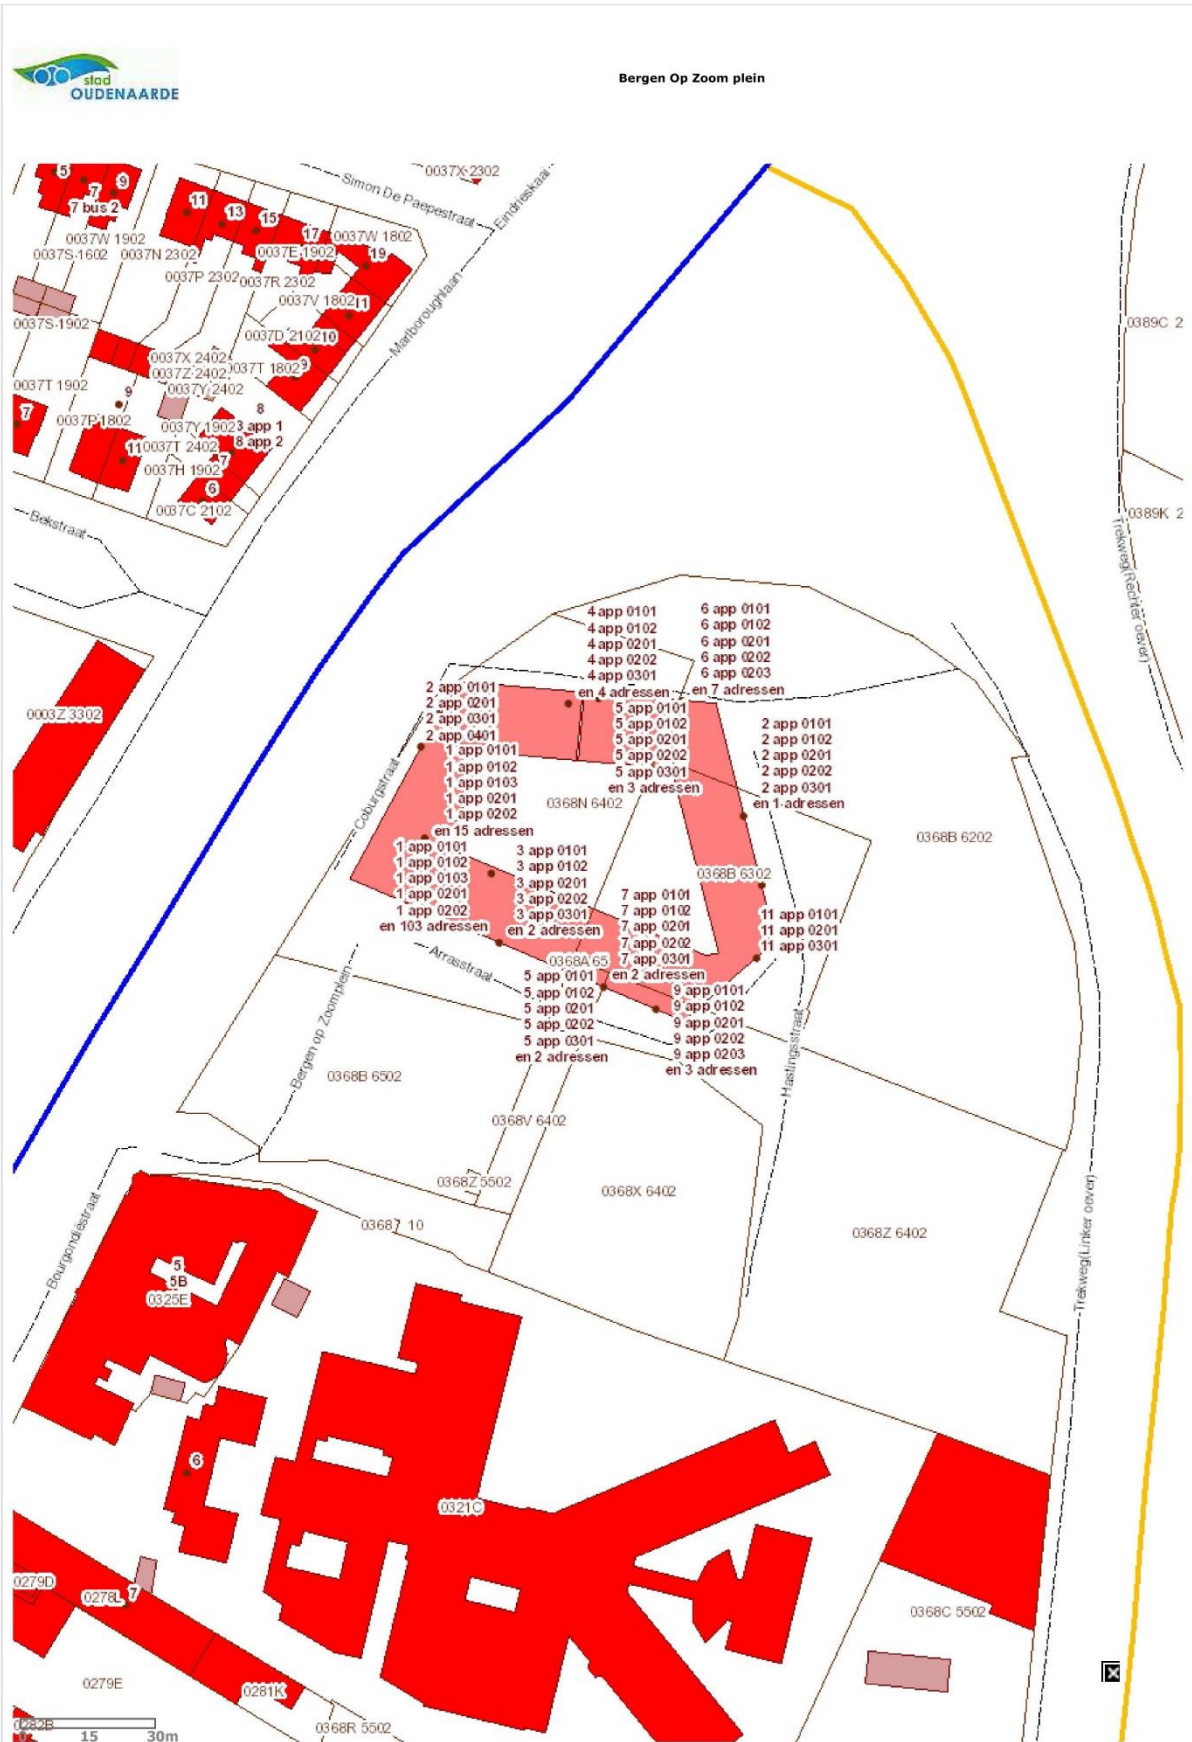 stad
OUDENAARDE
Bergen Op Zoom plein
0037X 2302
Simon De Paepestraat
Eindrieskaai
5
7
9
7 bus 2
11
13
15
17
19
0037W 1902
0037S 1602
0037N 2302
0037E 1902
0037W 1802
0037P 2302
0037R 2302
0037V 1802
11
0037S 1902
0037D 2102
10
Marlboroughlaan
0389C 2
0037X 2402
0037Z 2402
0037T 1802
9
0037Y 2402
0037T 1902
9
7
0037P 1802
8
0037Y 1902
3 app 1
8 app 2
11
0037T 2402
7
0037H 1902
6
0037C 2102
Bekstraat
0389K 2
Trekweg(Rechter oever)
4 app 0101
4 app 0102
4 app 0201
4 app 0202
4 app 0301
en 4 adressen
6 app 0101
6 app 0102
6 app 0201
6 app 0202
6 app 0203
en 7 adressen
2 app 0101
2 app 0201
2 app 0301
2 app 0401
5 app 0101
5 app 0102
5 app 0201
5 app 0202
5 app 0301
en 3 adressen
2 app 0101
2 app 0102
2 app 0201
2 app 0202
2 app 0301
en 1 adressen
0003Z 3302
1 app 0101
1 app 0102
1 app 0103
1 app 0201
1 app 0202
en 15 adressen
Coburgstraat
0368N 6402
0368B 6202
1 app 0101
1 app 0102
1 app 0103
1 app 0201
1 app 0202
en 103 adressen
3 app 0101
3 app 0102
3 app 0201
3 app 0202
3 app 0301
en 2 adressen
0368B 6302
7 app 0101
7 app 0102
7 app 0201
7 app 0202
7 app 0301
en 2 adressen
11 app 0101
11 app 0201
11 app 0301
Arrasstraat
0368A 65
5 app 0101
5 app 0102
5 app 0201
5 app 0202
5 app 0301
en 2 adressen
9 app 0101
9 app 0102
9 app 0201
9 app 0202
9 app 0203
en 3 adressen
Bergen op Zoomplein
Hastingsstraat
0368B 6502
0368V 6402
0368Z 5502
0368X 6402
0368Z 6402
Bourgondiëstraat
Trekweg(Linker oever)
5
5B
0325E
6
0321C
0279D
0278L
7
0368C 5502
0279E
0281K
0282B
0368R 5502
0 15 30m